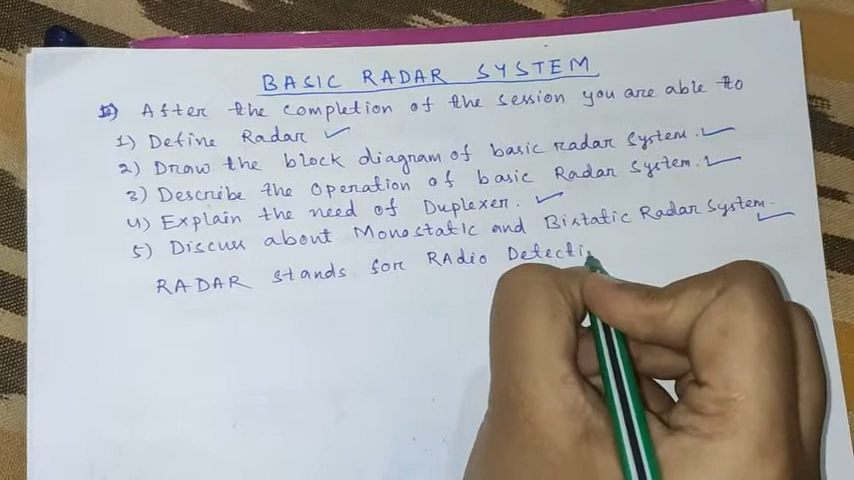 BASIC RADAR SYSTEM
After the completion of the session you are able to
1) Define Radar
2) Draw the block diagram of basic radar system.
3) Describe the operation of basic Radar system.
4) Explain the need of Duplexer.
5) Discuss about Monostatic and Bistatic Radar System.
RADAR stands for RAdio Detecti